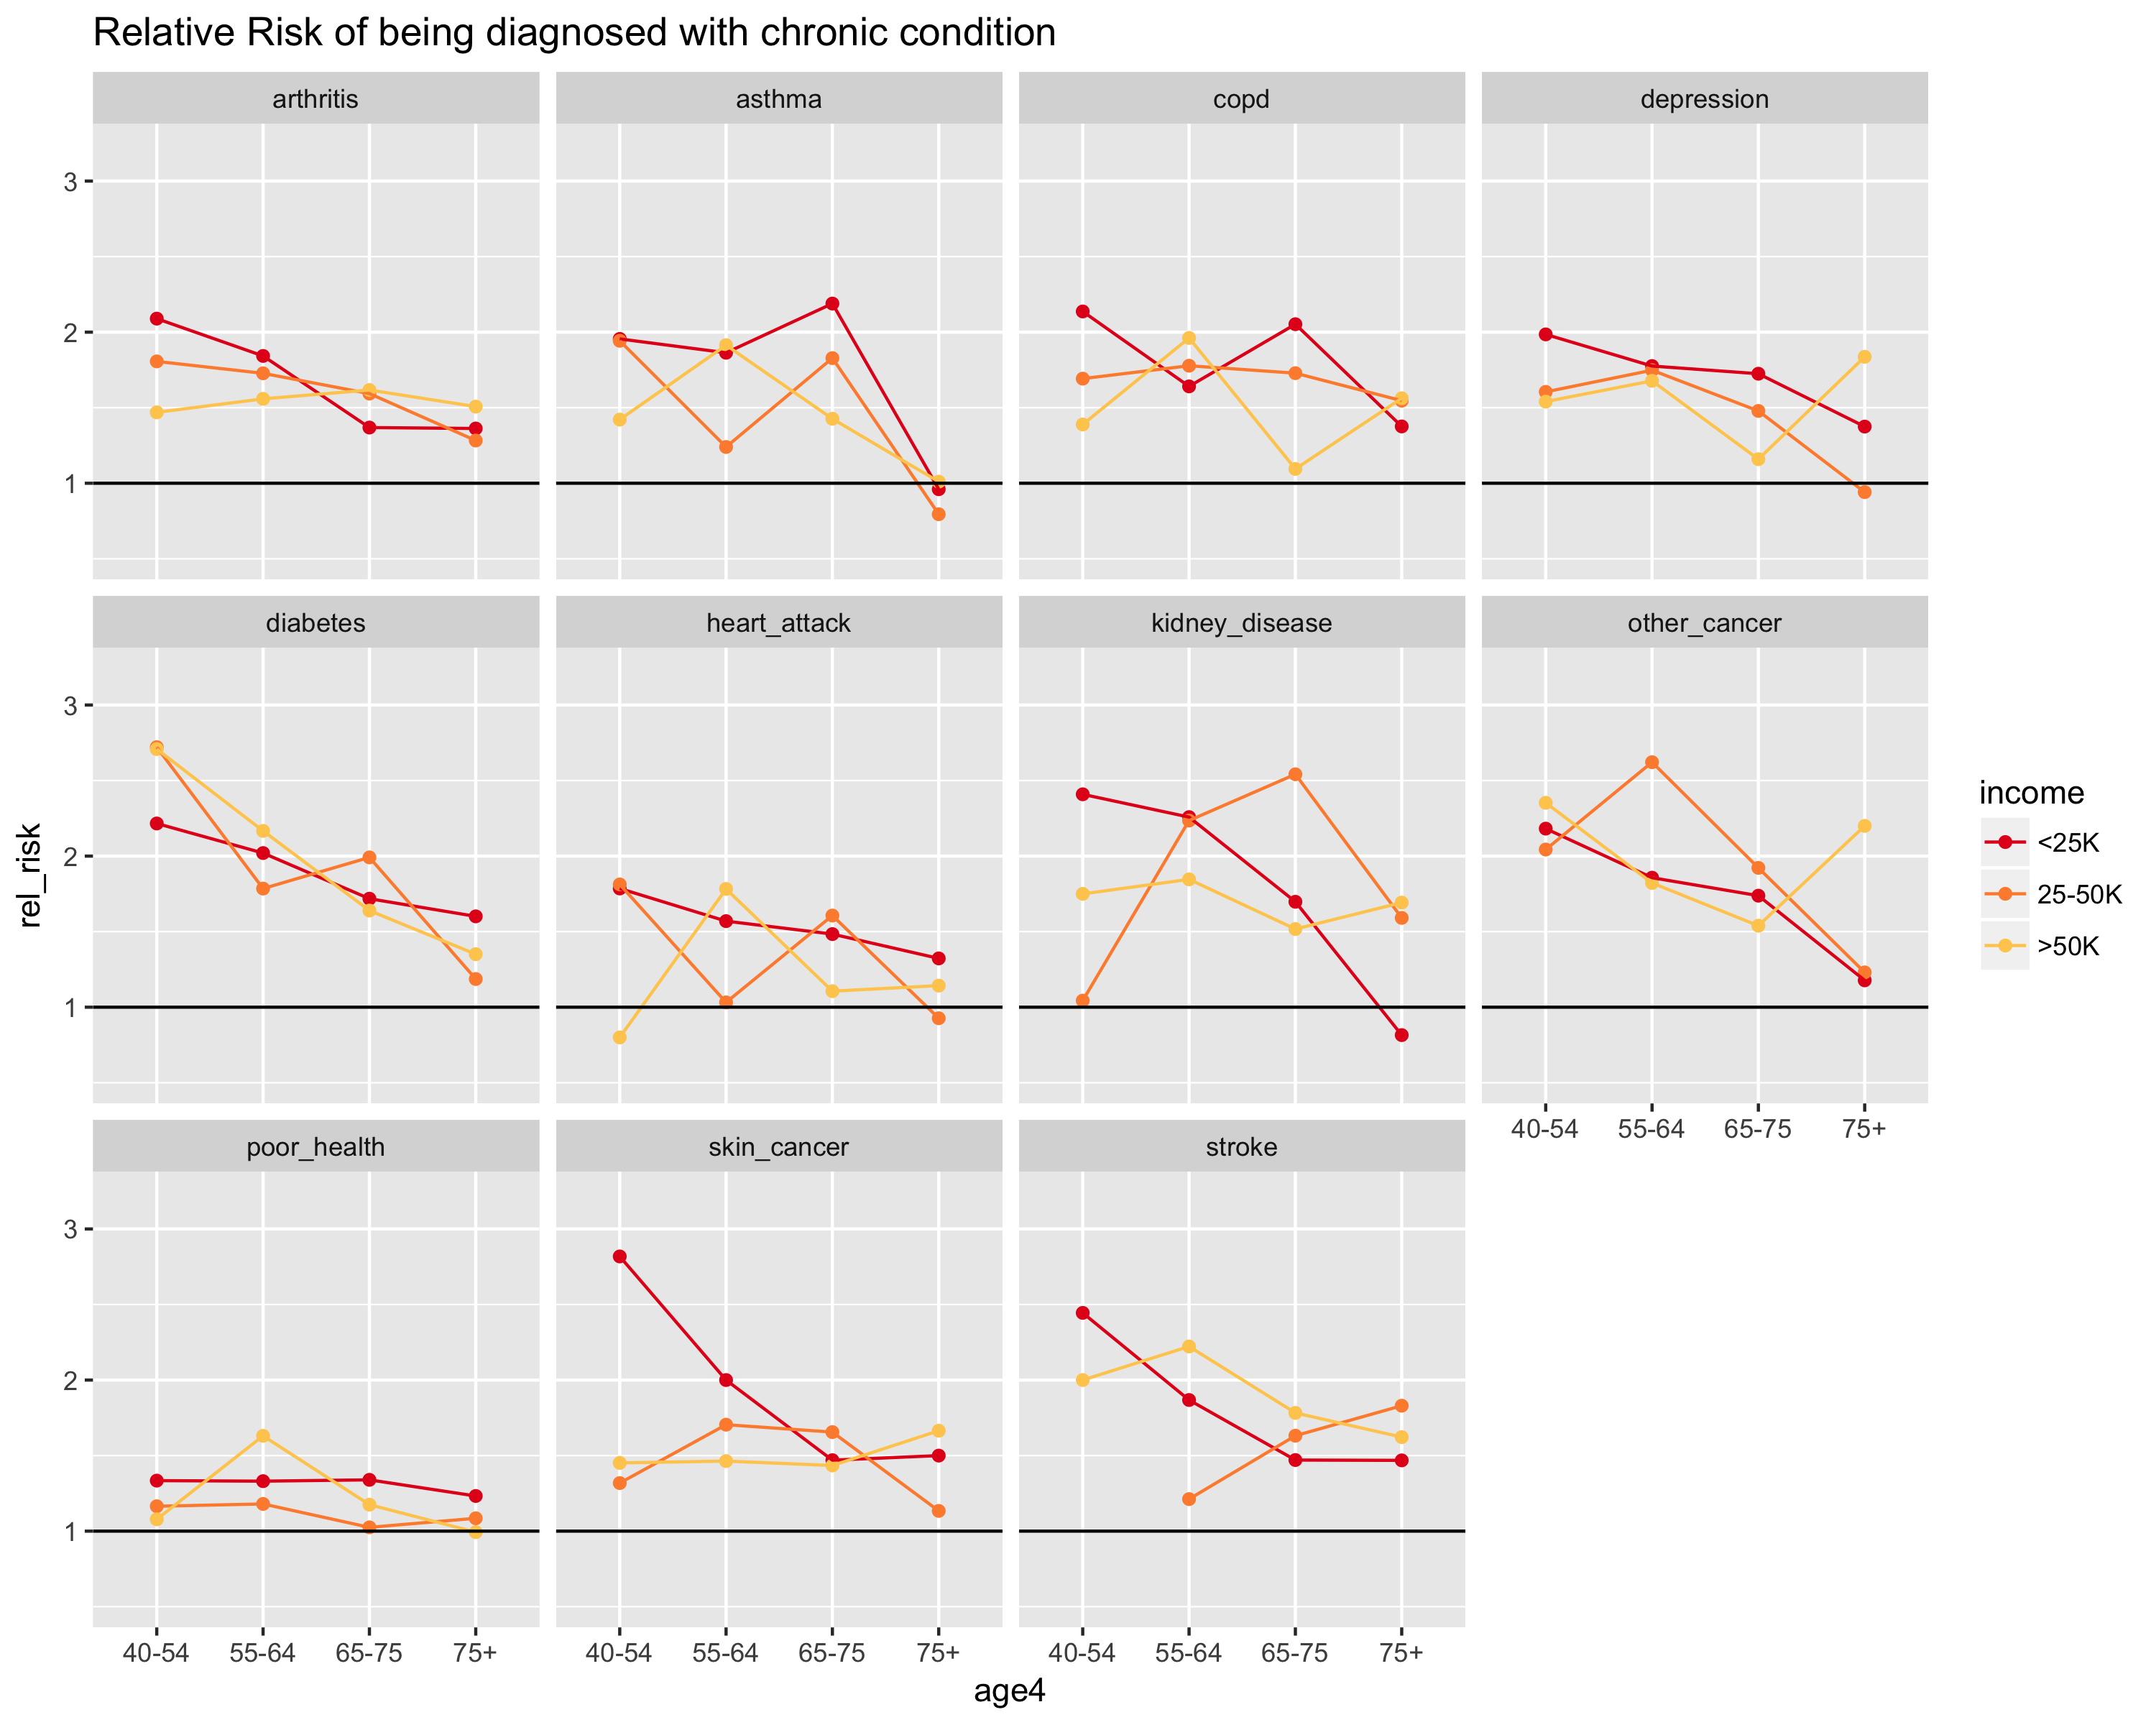 Relative Risk of being diagnosed with chronic condition
arthritis
asthma
copd
depression
3
2
1
diabetes
heart_attack
kidney_disease
other_cancer
3
2
1
40-54 55-64 65-75 75+
poor_health
skin_cancer
stroke
3
2
1
40-54 55-64 65-75 75+
40-54 55-64 65-75 75+
40-54 55-64 65-75 75+
age4
rel_risk
income
<25K
25-50K
>50K